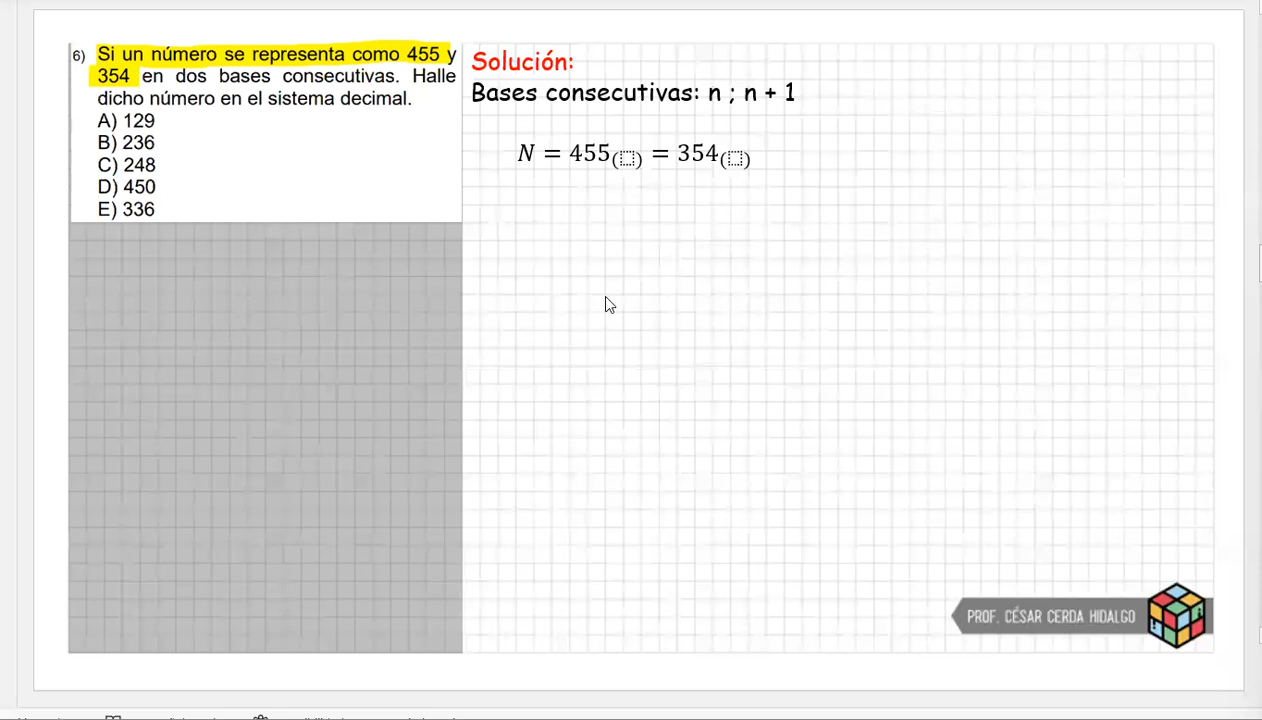 6) Si un número se representa como 455 y
354 en dos bases consecutivas. Halle
dicho número en el sistema decimal.
A) 129
B) 236
C) 248
D) 450
E) 336
Solución:
Bases consecutivas: n ; n + 1
N = 455(⬚) = 354(⬚)
PROF. CÉSAR CERDA HIDALGO